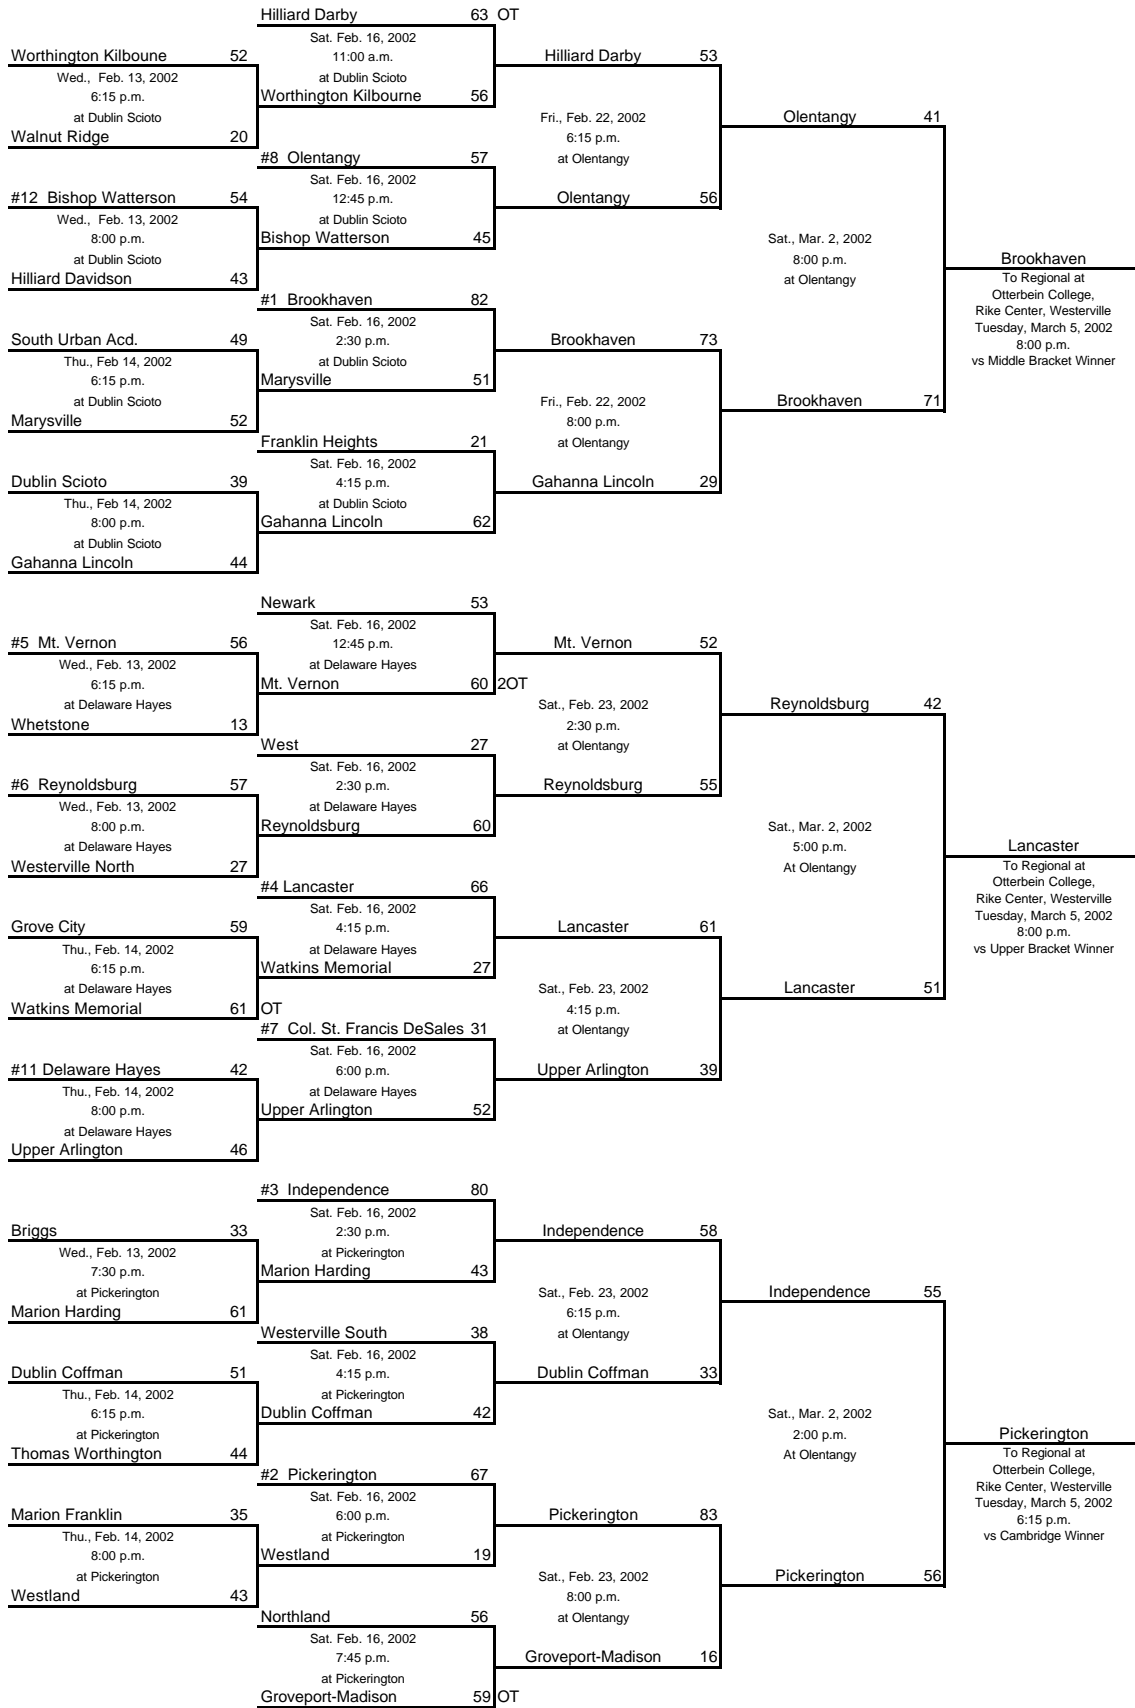 Hilliard Darby 63 OT
Sat. Feb. 16, 2002
11:00 a.m.
at Dublin Scioto
Worthington Kilbourne 56
Worthington Kilboune 52
Wed., Feb. 13, 2002
6:15 p.m.
at Dublin Scioto
Walnut Ridge 20
Hilliard Darby 53
Fri., Feb. 22, 2002
6:15 p.m.
at Olentangy
Olentangy 56
#8 Olentangy 57
Sat. Feb. 16, 2002
12:45 p.m.
at Dublin Scioto
Bishop Watterson 45
#12 Bishop Watterson 54
Wed., Feb. 13, 2002
8:00 p.m.
at Dublin Scioto
Hilliard Davidson 43
Olentangy 41
Sat., Mar. 2, 2002
8:00 p.m.
at Olentangy
Brookhaven 71
Brookhaven
To Regional at
Otterbein College,
Rike Center, Westerville
Tuesday, March 5, 2002
8:00 p.m.
vs Middle Bracket Winner
#1 Brookhaven 82
Sat. Feb. 16, 2002
2:30 p.m.
at Dublin Scioto
Marysville 51
South Urban Acd. 49
Thu., Feb 14, 2002
6:15 p.m.
at Dublin Scioto
Marysville 52
Brookhaven 73
Fri., Feb. 22, 2002
8:00 p.m.
at Olentangy
Gahanna Lincoln 29
Franklin Heights 21
Sat. Feb. 16, 2002
4:15 p.m.
at Dublin Scioto
Gahanna Lincoln 62
Dublin Scioto 39
Thu., Feb 14, 2002
8:00 p.m.
at Dublin Scioto
Gahanna Lincoln 44
Newark 53
Sat. Feb. 16, 2002
12:45 p.m.
at Delaware Hayes
Mt. Vernon 60 2OT
#5 Mt. Vernon 56
Wed., Feb. 13, 2002
6:15 p.m.
at Delaware Hayes
Whetstone 13
Mt. Vernon 52
Sat., Feb. 23, 2002
2:30 p.m.
at Olentangy
Reynoldsburg 55
West 27
Sat. Feb. 16, 2002
2:30 p.m.
at Delaware Hayes
Reynoldsburg 60
#6 Reynoldsburg 57
Wed., Feb. 13, 2002
8:00 p.m.
at Delaware Hayes
Westerville North 27
Reynoldsburg 42
Sat., Mar. 2, 2002
5:00 p.m.
At Olentangy
Lancaster 51
Lancaster
To Regional at
Otterbein College,
Rike Center, Westerville
Tuesday, March 5, 2002
8:00 p.m.
vs Upper Bracket Winner
#4 Lancaster 66
Sat. Feb. 16, 2002
4:15 p.m.
at Delaware Hayes
Watkins Memorial 27
Grove City 59
Thu., Feb. 14, 2002
6:15 p.m.
at Delaware Hayes
Watkins Memorial 61 OT
Lancaster 61
Sat., Feb. 23, 2002
4:15 p.m.
at Olentangy
Upper Arlington 39
#7 Col. St. Francis DeSales 31
Sat. Feb. 16, 2002
6:00 p.m.
at Delaware Hayes
Upper Arlington 52
#11 Delaware Hayes 42
Thu., Feb. 14, 2002
8:00 p.m.
at Delaware Hayes
Upper Arlington 46
#3 Independence 80
Sat. Feb. 16, 2002
2:30 p.m.
at Pickerington
Marion Harding 43
Briggs 33
Wed., Feb. 13, 2002
7:30 p.m.
at Pickerington
Marion Harding 61
Independence 58
Sat., Feb. 23, 2002
6:15 p.m.
at Olentangy
Dublin Coffman 33
Westerville South 38
Sat. Feb. 16, 2002
4:15 p.m.
at Pickerington
Dublin Coffman 42
Dublin Coffman 51
Thu., Feb. 14, 2002
6:15 p.m.
at Pickerington
Thomas Worthington 44
Independence 55
Sat., Mar. 2, 2002
2:00 p.m.
At Olentangy
Pickerington 56
Pickerington
To Regional at
Otterbein College,
Rike Center, Westerville
Tuesday, March 5, 2002
6:15 p.m.
vs Cambridge Winner
#2 Pickerington 67
Sat. Feb. 16, 2002
6:00 p.m.
at Pickerington
Westland 19
Marion Franklin 35
Thu., Feb. 14, 2002
8:00 p.m.
at Pickerington
Westland 43
Pickerington 83
Sat., Feb. 23, 2002
8:00 p.m.
at Olentangy
Groveport-Madison 16
Northland 56
Sat. Feb. 16, 2002
7:45 p.m.
at Pickerington
Groveport-Madison 59 OT